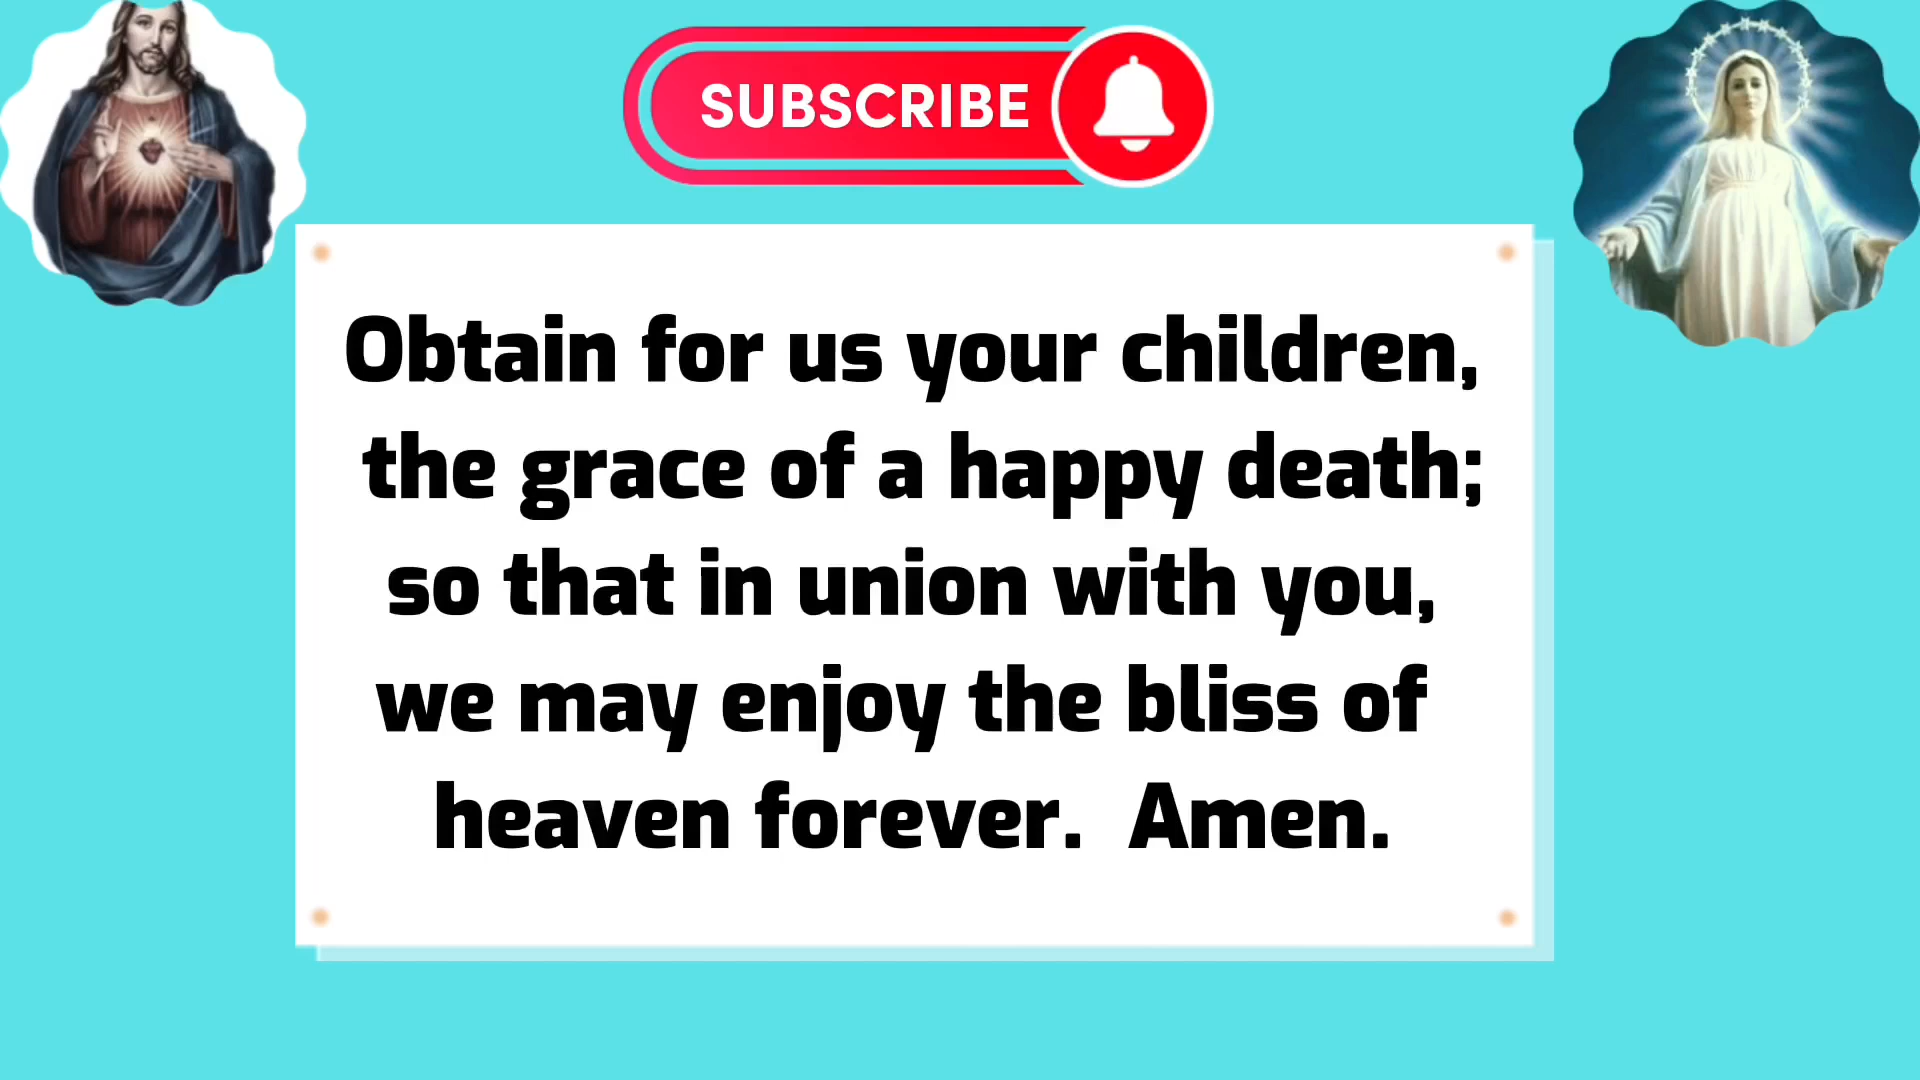 SUBSCRIBE
Obtain for us your children,
the grace of a happy death;
so that in union with you,
we may enjoy the bliss of
heaven forever.  Amen.